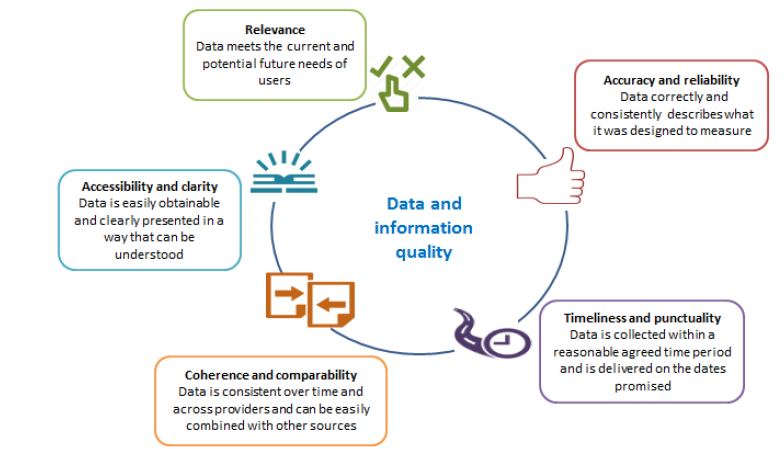 Relevance
Data meets the current and
potential future needs of
users
Accuracy and reliability
Data correctly and
consistently describes what
it was designed to measure
Accessibility and clarity
Data is easily obtainable
and clearly presented in a
way that can be
understood
Data and
information
quality
Timeliness and punctuality
Data is collected within a
reasonable agreed time period
and is delivered on the dates
promised
Coherence and comparability
Data is consistent over time and
across providers and can be easily
combined with other sources